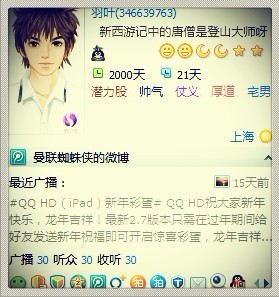 羽叶(346639763)
新西游记中的唐僧是登山大师呀
2000天 21天
潜力股 帅气 仗义 厚道 宅男
上海
曼联蜘蛛侠的微博
最近广播： 15天前
#QQ HD（iPad）新年彩蛋# QQ HD祝大家新年
快乐，龙年吉祥！最新2.7版本只需在过年期间给
好友发送新年祝福即可开启惊喜彩蛋，龙年吉祥...
广播 30 听众 30 收听 30